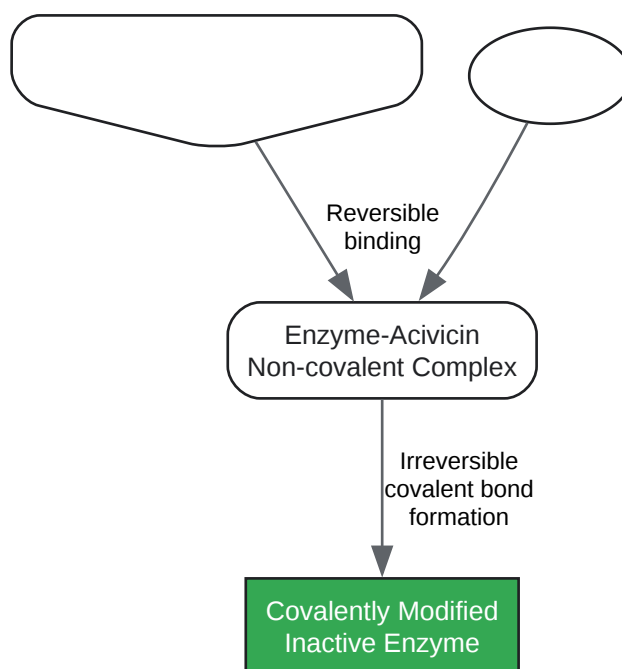 Reversible
binding
Enzyme-Acivicin
Non-covalent Complex
Irreversible
covalent bond
formation
Covalently Modified
Inactive Enzyme